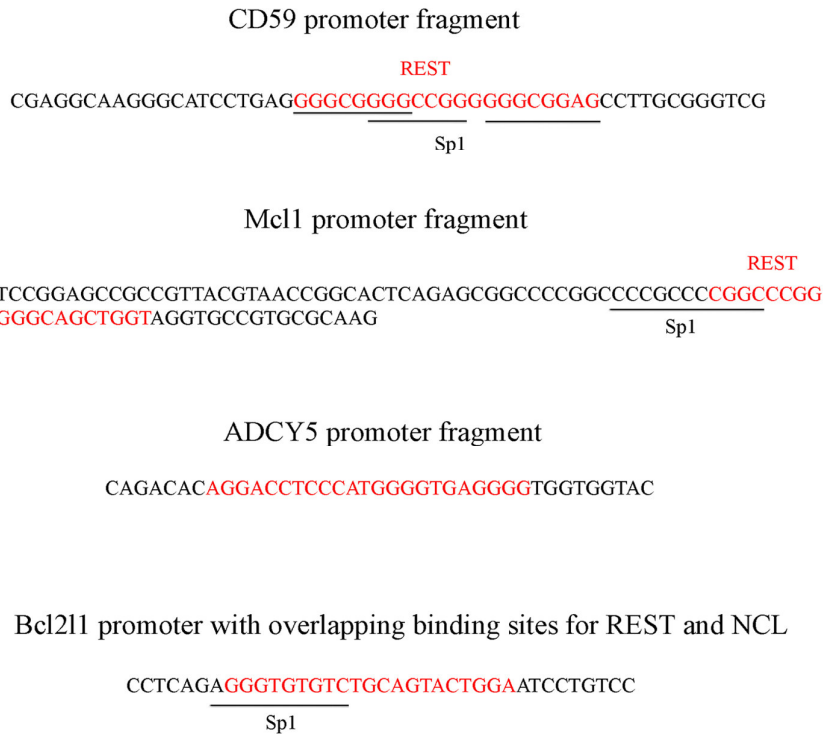 CD59 promoter fragment
REST
CGAGGCAAGGGCATCCTGAGGGGCGGGGCCGGGGGGCGGAGCCTTGCGGGTCG
Sp1
Mcl1 promoter fragment
REST
TCCGGAGCCGCCGTTACGTAACCGGCACTCAGAGCGGCCCCGGCCCCCGCCCCGGCCCGG
GGGCAGCTGGTAGGTGCCGTGCGCAAG
Sp1
ADCY5 promoter fragment
CAGACACAGGACCTCCCATGGGGTGAGGGGTGGTGGTAC
Bcl2l1 promoter with overlapping binding sites for REST and NCL
CCTCAGAGGGTGTGTCTGCAGTACTGGAATCCTGTCC
Sp1